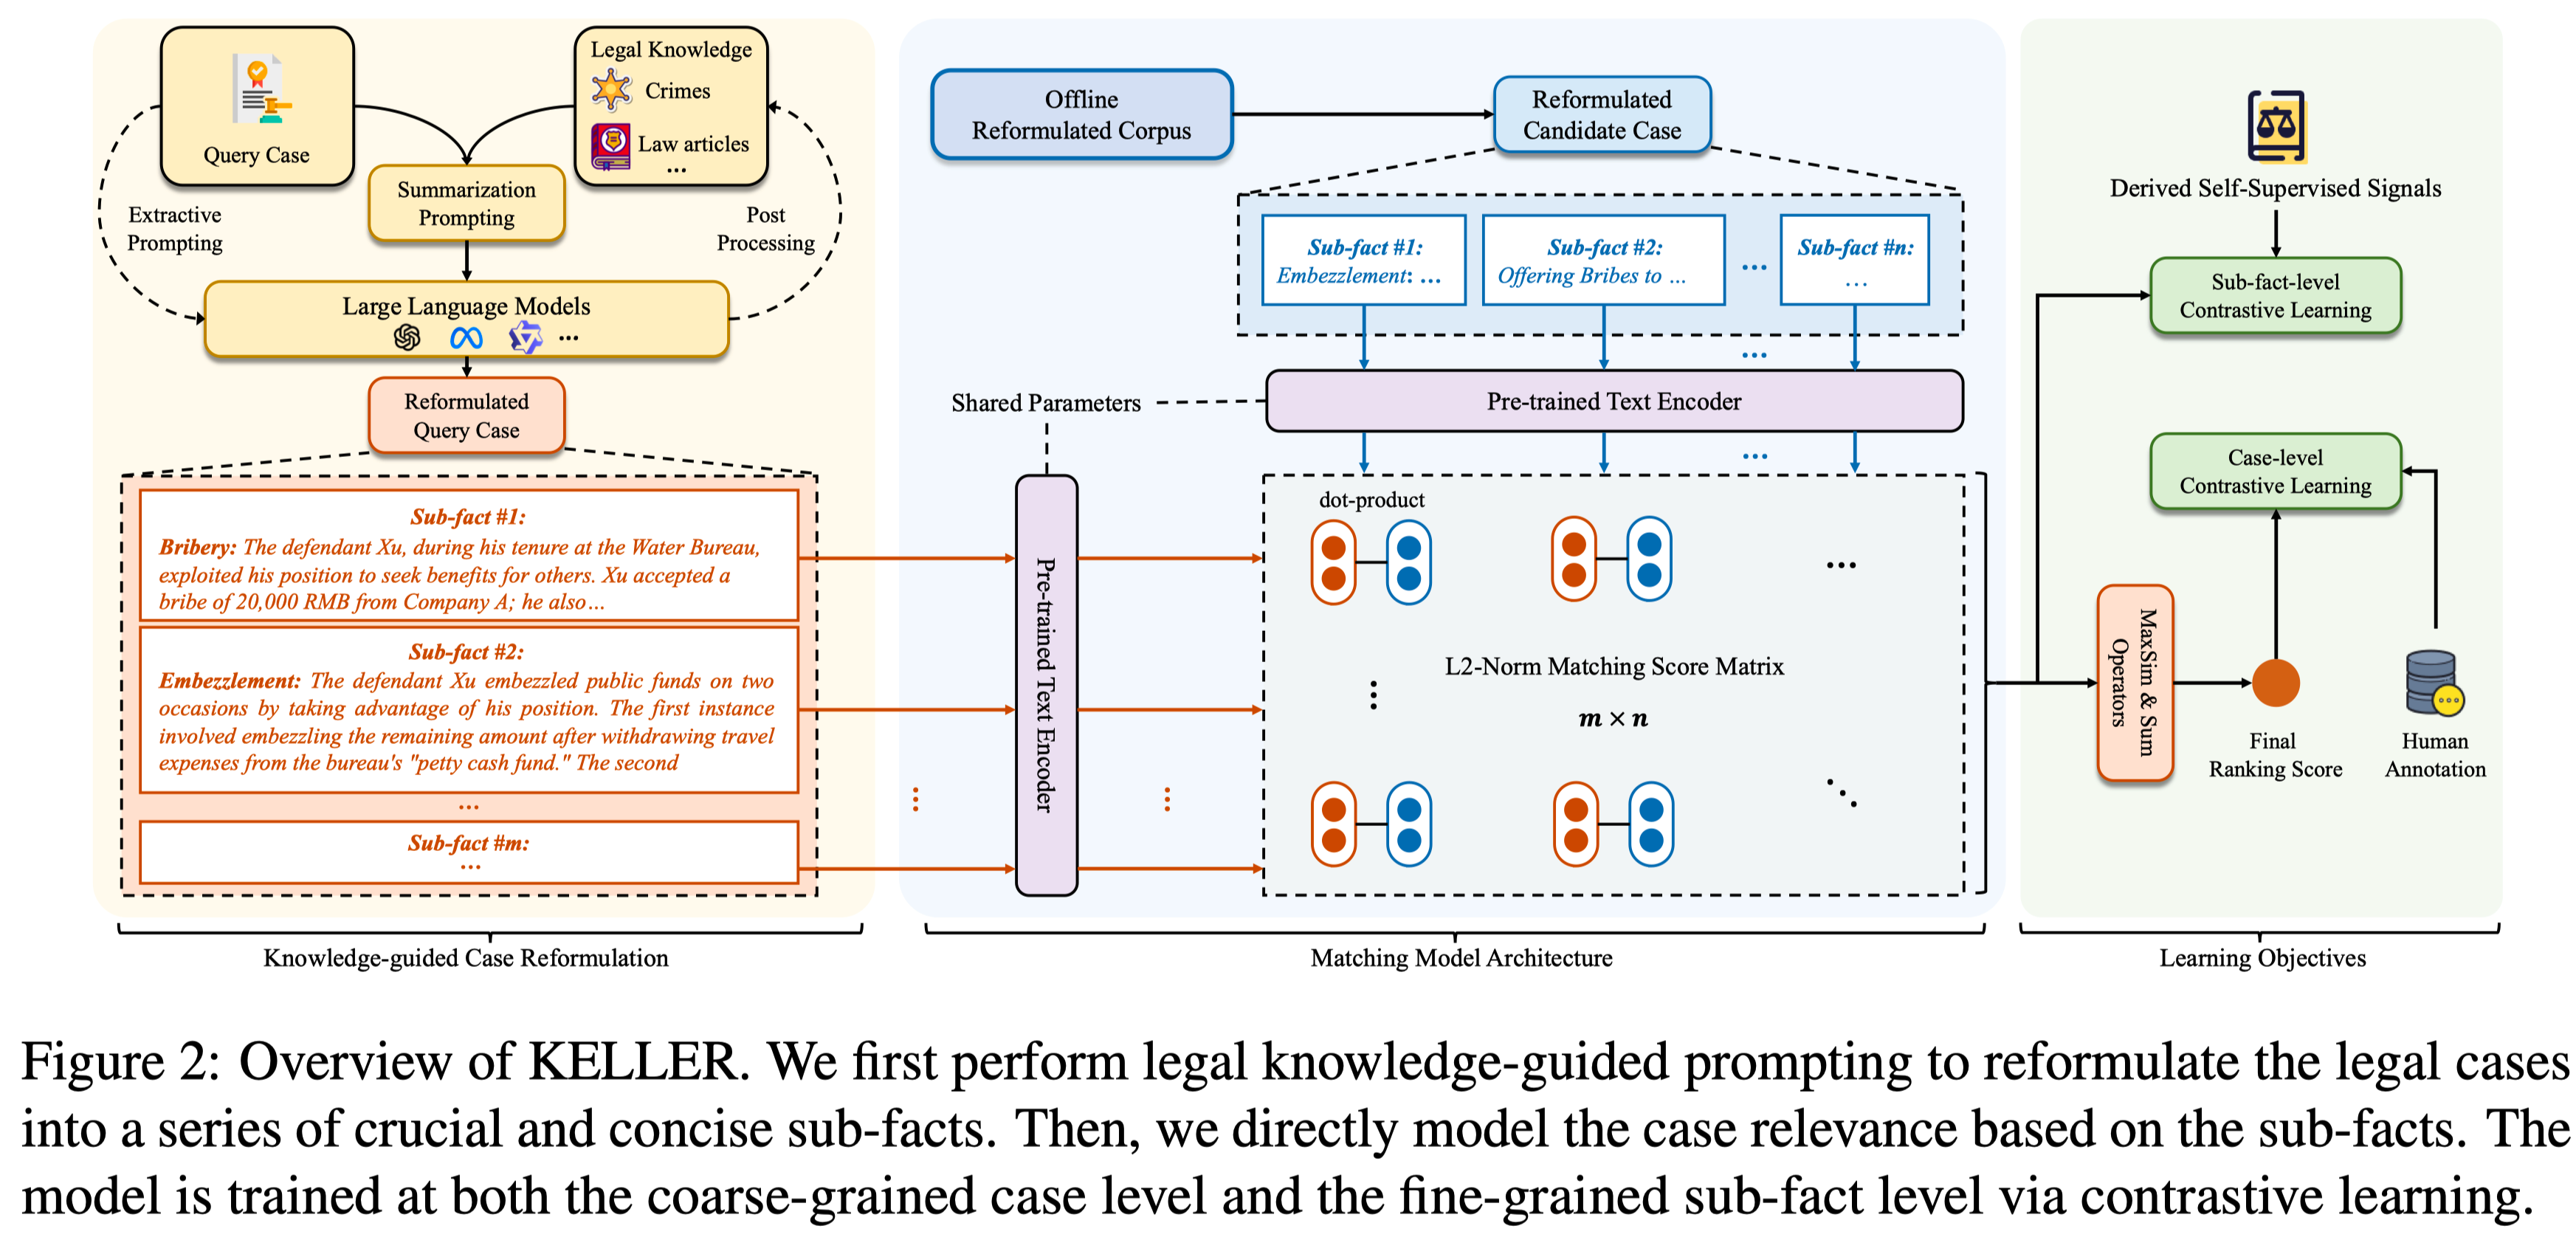 Query Case
Legal Knowledge
Crimes
Law articles
...
Extractive
Prompting
Summarization
Prompting
Post
Processing
Large Language Models
...
Reformulated
Query Case
Sub-fact #1:
Bribery: The defendant Xu, during his tenure at the Water Bureau,
exploited his position to seek benefits for others. Xu accepted a
bribe of 20,000 RMB from Company A; he also...
Sub-fact #2:
Embezzlement: The defendant Xu embezzled public funds on two
occasions by taking advantage of his position. The first instance
involved embezzling the remaining amount after withdrawing travel
expenses from the bureau's "petty cash fund." The second
...
Sub-fact #m:
...
Knowledge-guided Case Reformulation
Offline
Reformulated Corpus
Reformulated
Candidate Case
Sub-fact #1:
Embezzlement: ...
Sub-fact #2:
Offering Bribes to ...
...
Sub-fact #n:
...
...
Shared Parameters
Pre-trained Text Encoder
...
Pre-trained Text Encoder
dot-product
...
L2-Norm Matching Score Matrix
m × n
Matching Model Architecture
Derived Self-Supervised Signals
Sub-fact-level
Contrastive Learning
Case-level
Contrastive Learning
MaxSim & Sum
Operators
Final
Ranking Score
Human
Annotation
Learning Objectives
Figure 2: Overview of KELLER. We first perform legal knowledge-guided prompting to reformulate the legal cases
into a series of crucial and concise sub-facts. Then, we directly model the case relevance based on the sub-facts. The
model is trained at both the coarse-grained case level and the fine-grained sub-fact level via contrastive learning.